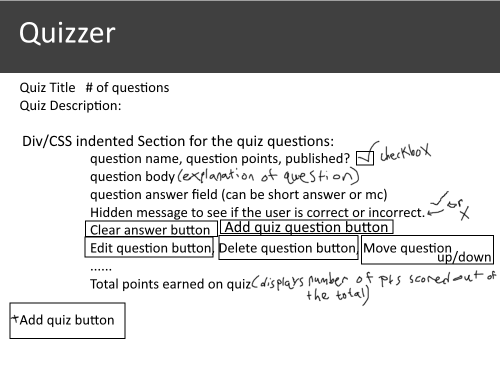 Quizzer
Quiz Title # of questions
Quiz Description:
Div/CSS indented Section for the quiz questions:
question name, question points, published? checkbox
question body (explanation of question)
question answer field (can be short answer or mc)
Hidden message to see if the user is correct or incorrect. ← ✓ or X
Clear answer button Add quiz question button
Edit question button Delete question button Move question up/down
......
Total points earned on quiz (displays number of pts scored out of
the total)
+Add quiz button